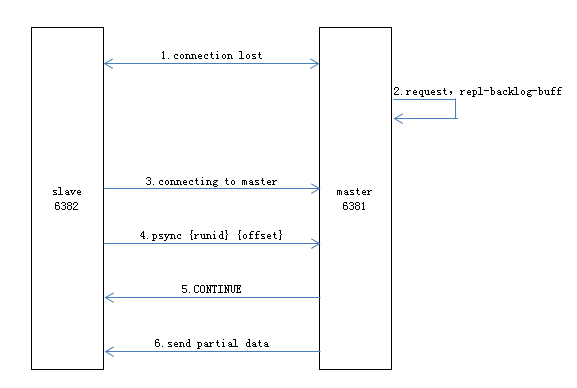 1.connection lost
2.request，repl-backlog-buff
3.connecting to master
slave
6382
master
6381
4.psync {runid} {offset}
5.CONTINUE
6.send partial data